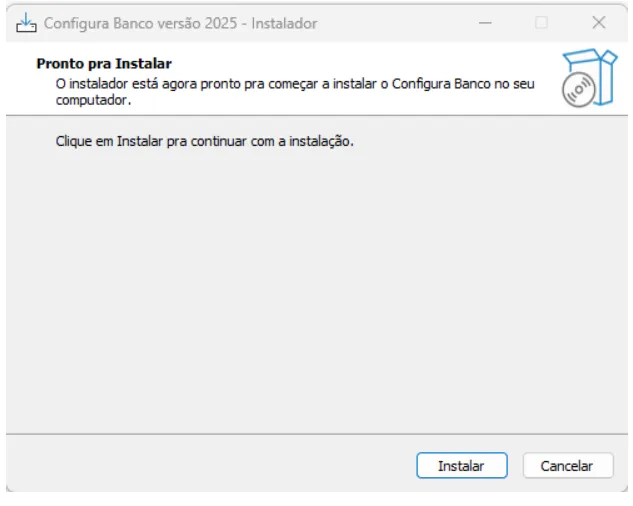 Configura Banco versão 2025 - Instalador
Pronto pra Instalar
O instalador está agora pronto pra começar a instalar o Configura Banco no seu
computador.
Clique em Instalar pra continuar com a instalação.
Instalar
Cancelar